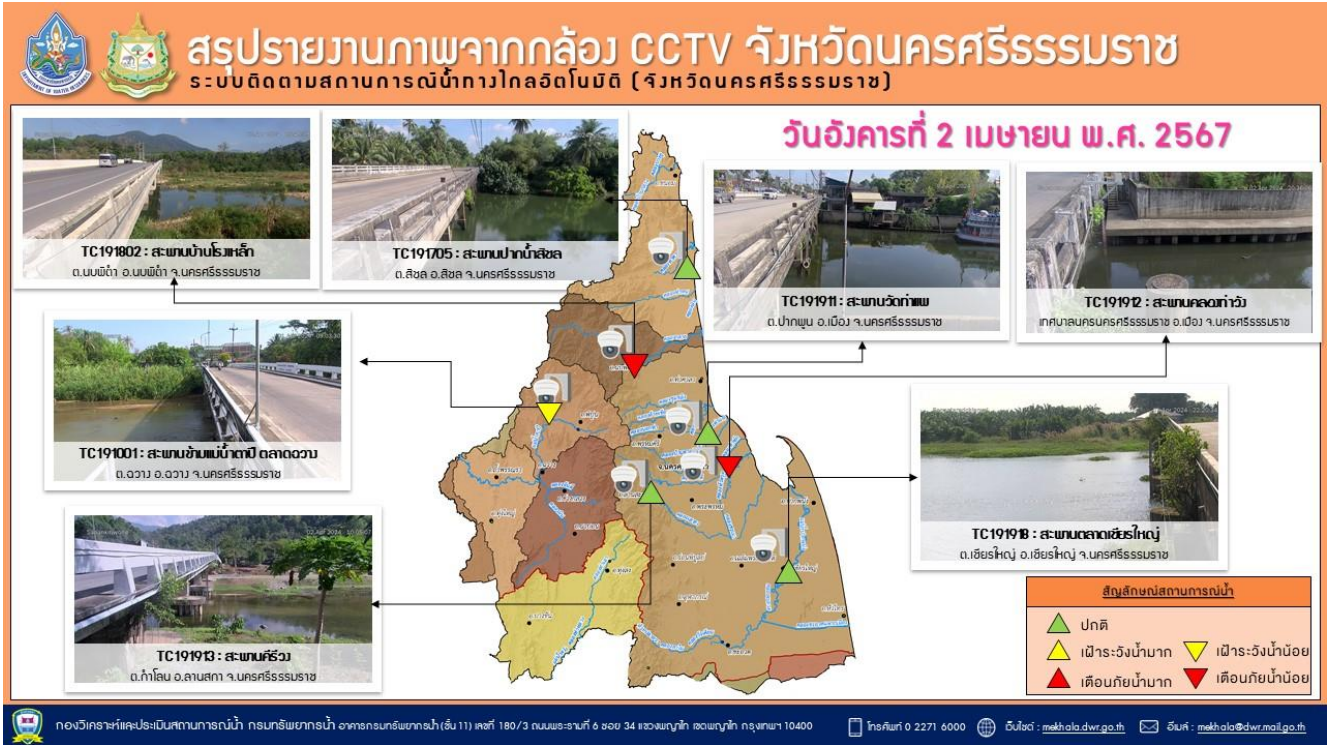 สรุปรายงานภาพจากกล้อง CCTV จังหวัดนครศรีธรรมราช
ระบบติดตามสถานการณ์น้ำทางไกลอัตโนมัติ (จังหวัดนครศรีธรรมราช)
วันอังคารที่ 2 เมษายน พ.ศ. 2567
TC191802 : สะพานบ้านโรงเหล็ก
ต.นบพิตำ อ.นบพิตำ จ.นครศรีธรรมราช
TC191705 : สะพานปากน้ำสิชล
ต.สิชล อ.สิชล จ.นครศรีธรรมราช
TC191911 : สะพานวัดท่าแพ
ต.ปากพูน อ.เมือง จ.นครศรีธรรมราช
TC191912 : สะพานคลองท่าวัง
เทศบาลนครนครศรีธรรมราช อ.เมือง จ.นครศรีธรรมราช
TC191001 : สะพานข้ามแม่น้ำตาปี ตลาดฉวาง
ต.ฉวาง อ.ฉวาง จ.นครศรีธรรมราช
TC191918 : สะพานตลาดเชียรใหญ่
ต.เชียรใหญ่ อ.เชียรใหญ่ จ.นครศรีธรรมราช
TC191913 : สะพานคีรีวง
ต.กำโลน อ.ลานสกา จ.นครศรีธรรมราช
สัญลักษณ์สถานการณ์น้ำ
ปกติ
เฝ้าระวังน้ำมาก
เฝ้าระวังน้ำน้อย
เตือนภัยน้ำมาก
เตือนภัยน้ำน้อย
กองวิเคราะห์และประเมินสถานการณ์น้ำ กรมทรัพยากรน้ำ อาคารกรมทรัพยากรน้ำ (ชั้น 11) เลขที่ 180/3 ถนนพระรามที่ 6 ซอย 34 แขวงพญาไท เขตพญาไท กรุงเทพฯ 10400
โทรศัพท์ 0 2271 6000
เว็บไซต์ : mekhala.dwr.go.th
อีเมล์ : mekhala@dwr.mail.go.th